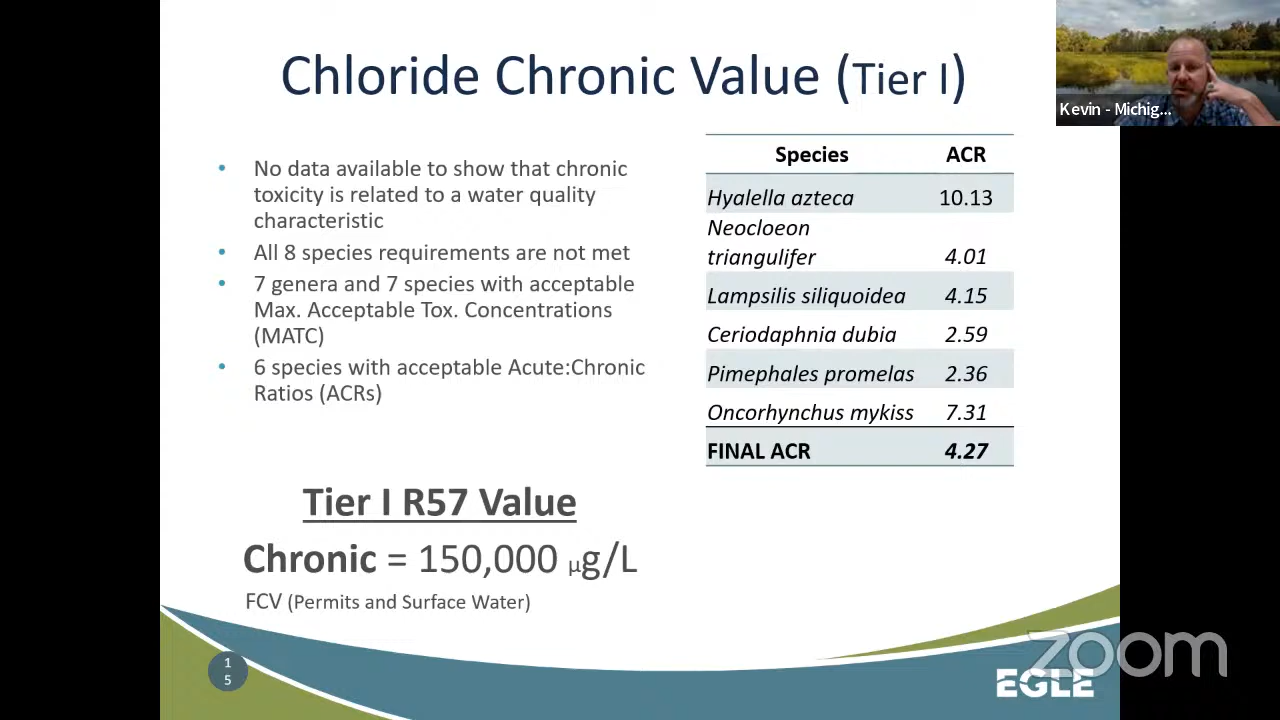 Chloride Chronic Value (Tier I)
Kevin - Michig...
• No data available to show that chronic
toxicity is related to a water quality
characteristic
• All 8 species requirements are not met
• 7 genera and 7 species with acceptable
Max. Acceptable Tox. Concentrations
(MATC)
• 6 species with acceptable Acute:Chronic
Ratios (ACRs)
Species ACR
Hyalella azteca 10.13
Neocloeon
triangulifer 4.01
Lampsilis siliquoidea 4.15
Ceriodaphnia dubia 2.59
Pimephales promelas 2.36
Oncorhynchus mykiss 7.31
FINAL ACR 4.27
Tier I R57 Value
Chronic = 150,000 µg/L
FCV (Permits and Surface Water)
1
5
EGLE
zoom